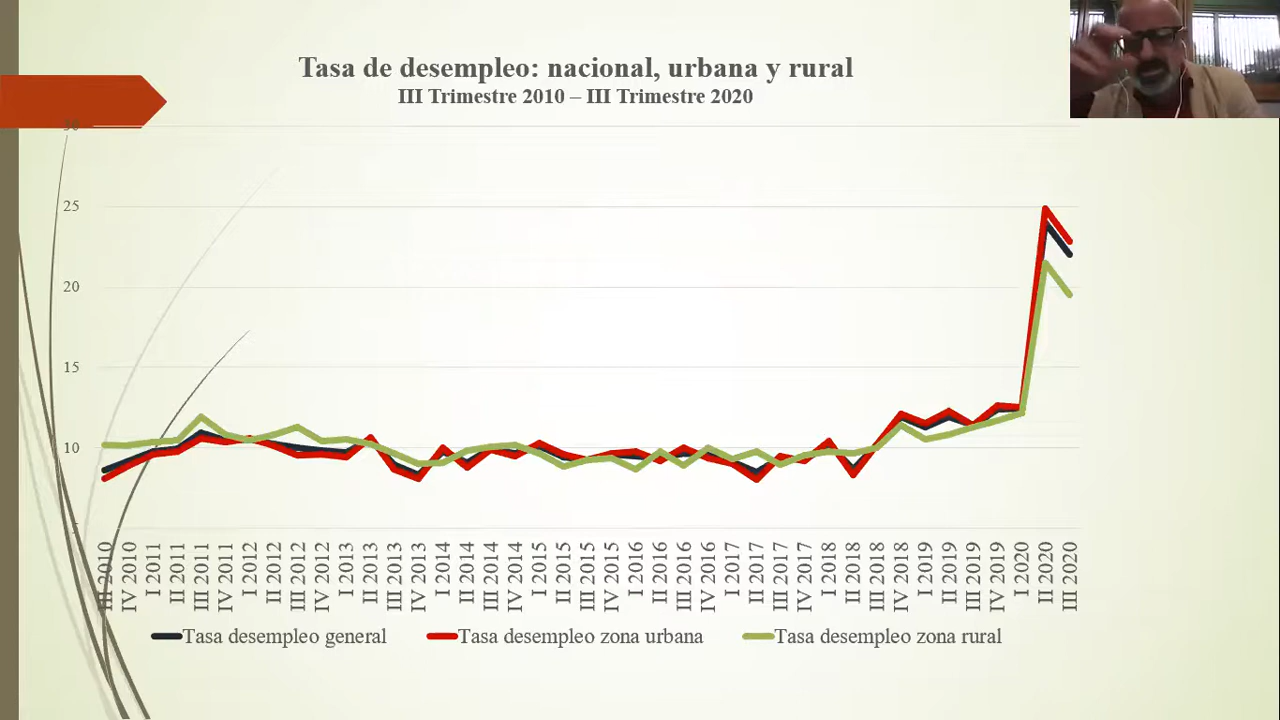 Tasa de desempleo: nacional, urbana y rural
III Trimestre 2010 – III Trimestre 2020
30
25
20
15
10
5
III 2010
IV 2010
I 2011
II 2011
III 2011
IV 2011
I 2012
II 2012
III 2012
IV 2012
I 2013
II 2013
III 2013
IV 2013
I 2014
II 2014
III 2014
IV 2014
I 2015
II 2015
III 2015
IV 2015
I 2016
II 2016
III 2016
IV 2016
I 2017
II 2017
III 2017
IV 2017
I 2018
II 2018
III 2018
IV 2018
I 2019
II 2019
III 2019
IV 2019
I 2020
II 2020
III 2020
Tasa desempleo general Tasa desempleo zona urbana Tasa desempleo zona rural